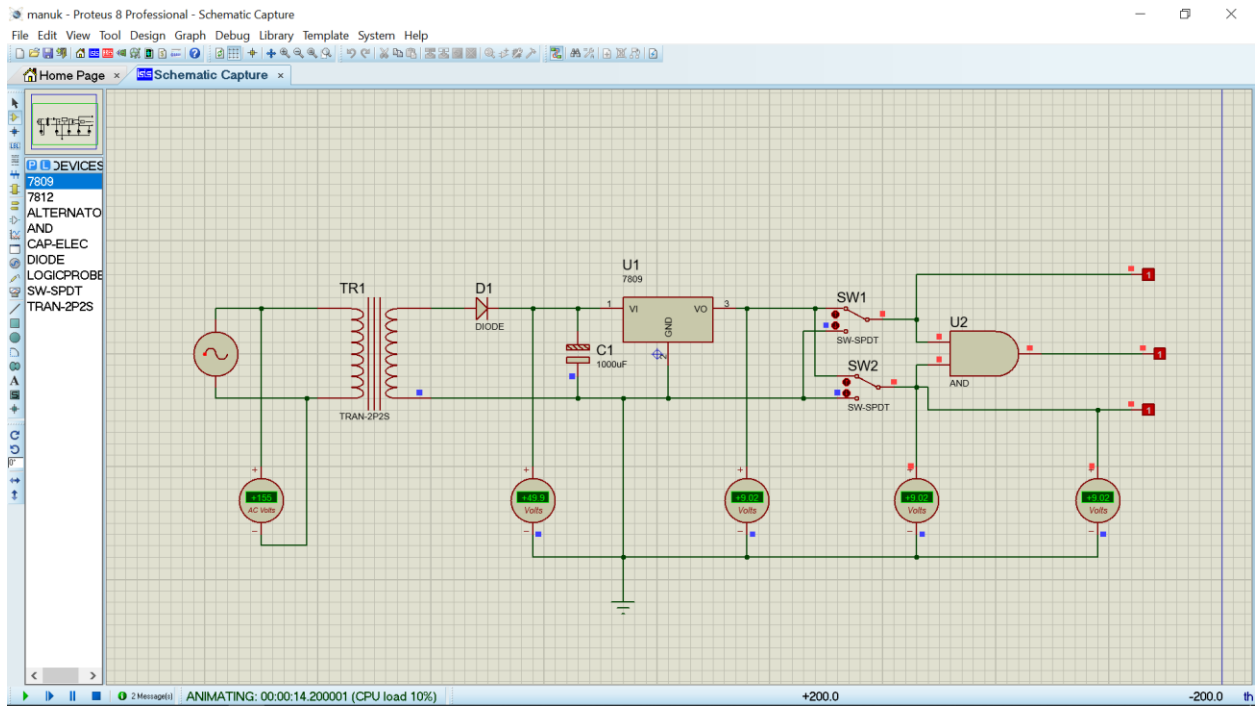 manuk - Proteus 8 Professional - Schematic Capture
File Edit View Tool Design Graph Debug Library Template System Help
Home Page × Schematic Capture ×
P L DEVICES
7809
7812
ALTERNATO
AND
CAP-ELEC
DIODE
LOGICPROBE
SW-SPDT
TRAN-2P2S
U1
7809
TR1
D1
DIODE
1 VI VO 3
GND
2
C1
1000uF
TRAN-2P2S
SW1
SW-SPDT
SW2
SW-SPDT
U2
AND
1
1
1
+155
AC Volts
+49.9
Volts
+9.02
Volts
+9.02
Volts
+9.02
Volts
0°
2 Message(s) ANIMATING: 00:00:14.200001 (CPU load 10%) +200.0 -200.0 th